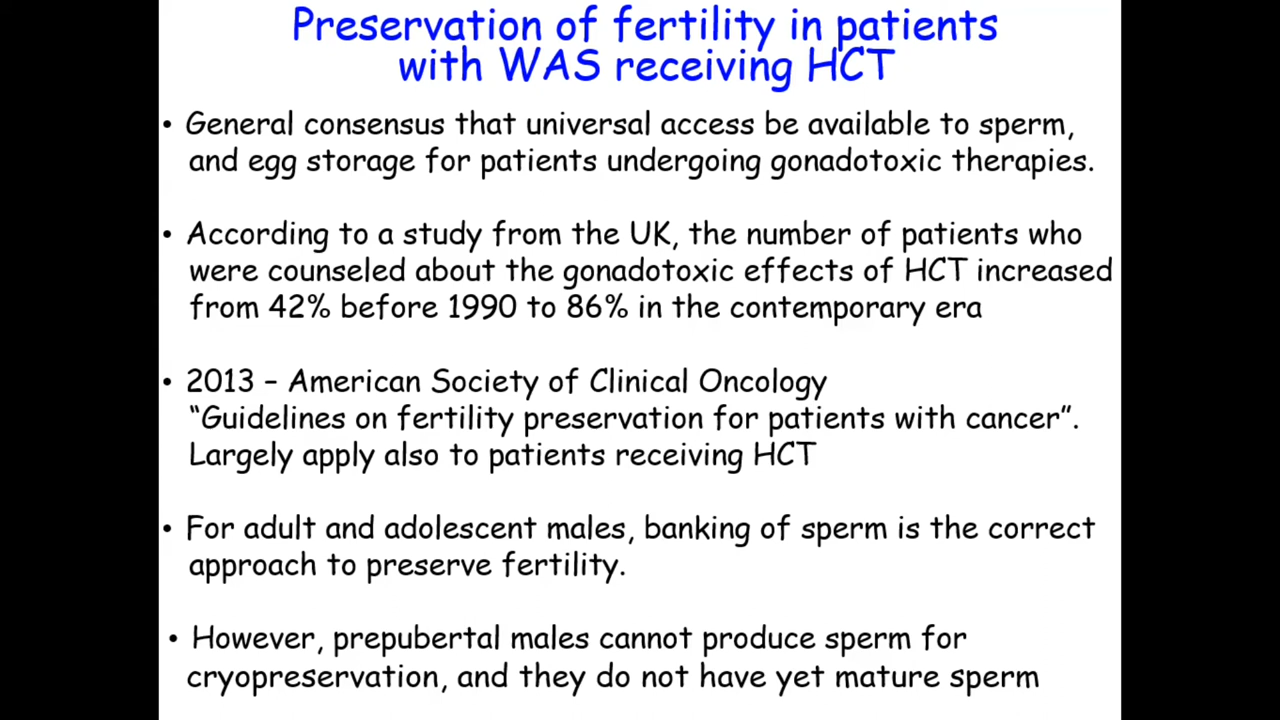 Preservation of fertility in patients
with WAS receiving HCT
• General consensus that universal access be available to sperm,
and egg storage for patients undergoing gonadotoxic therapies.
• According to a study from the UK, the number of patients who
were counseled about the gonadotoxic effects of HCT increased
from 42% before 1990 to 86% in the contemporary era
• 2013 – American Society of Clinical Oncology
“Guidelines on fertility preservation for patients with cancer”.
Largely apply also to patients receiving HCT
• For adult and adolescent males, banking of sperm is the correct
approach to preserve fertility.
• However, prepubertal males cannot produce sperm for
cryopreservation, and they do not have yet mature sperm